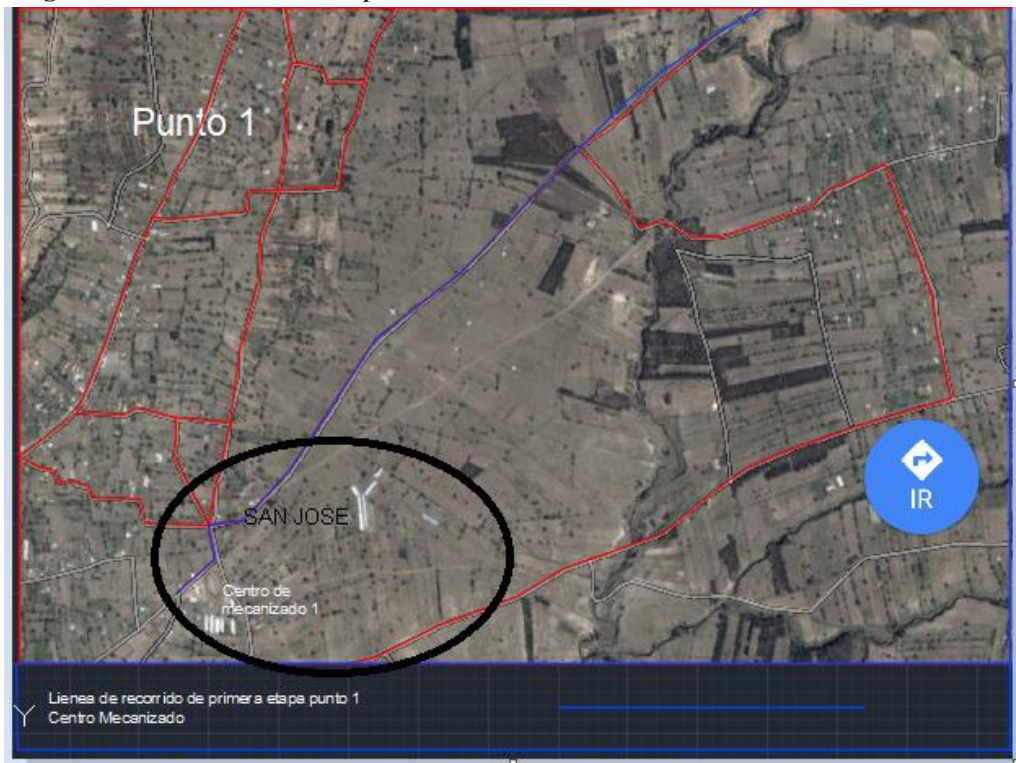 Punto 1
SAN JOSE
IR
Centro de
mecanizado 1
Lienea de recorrido de primera etapa punto 1
Centro Mecanizado